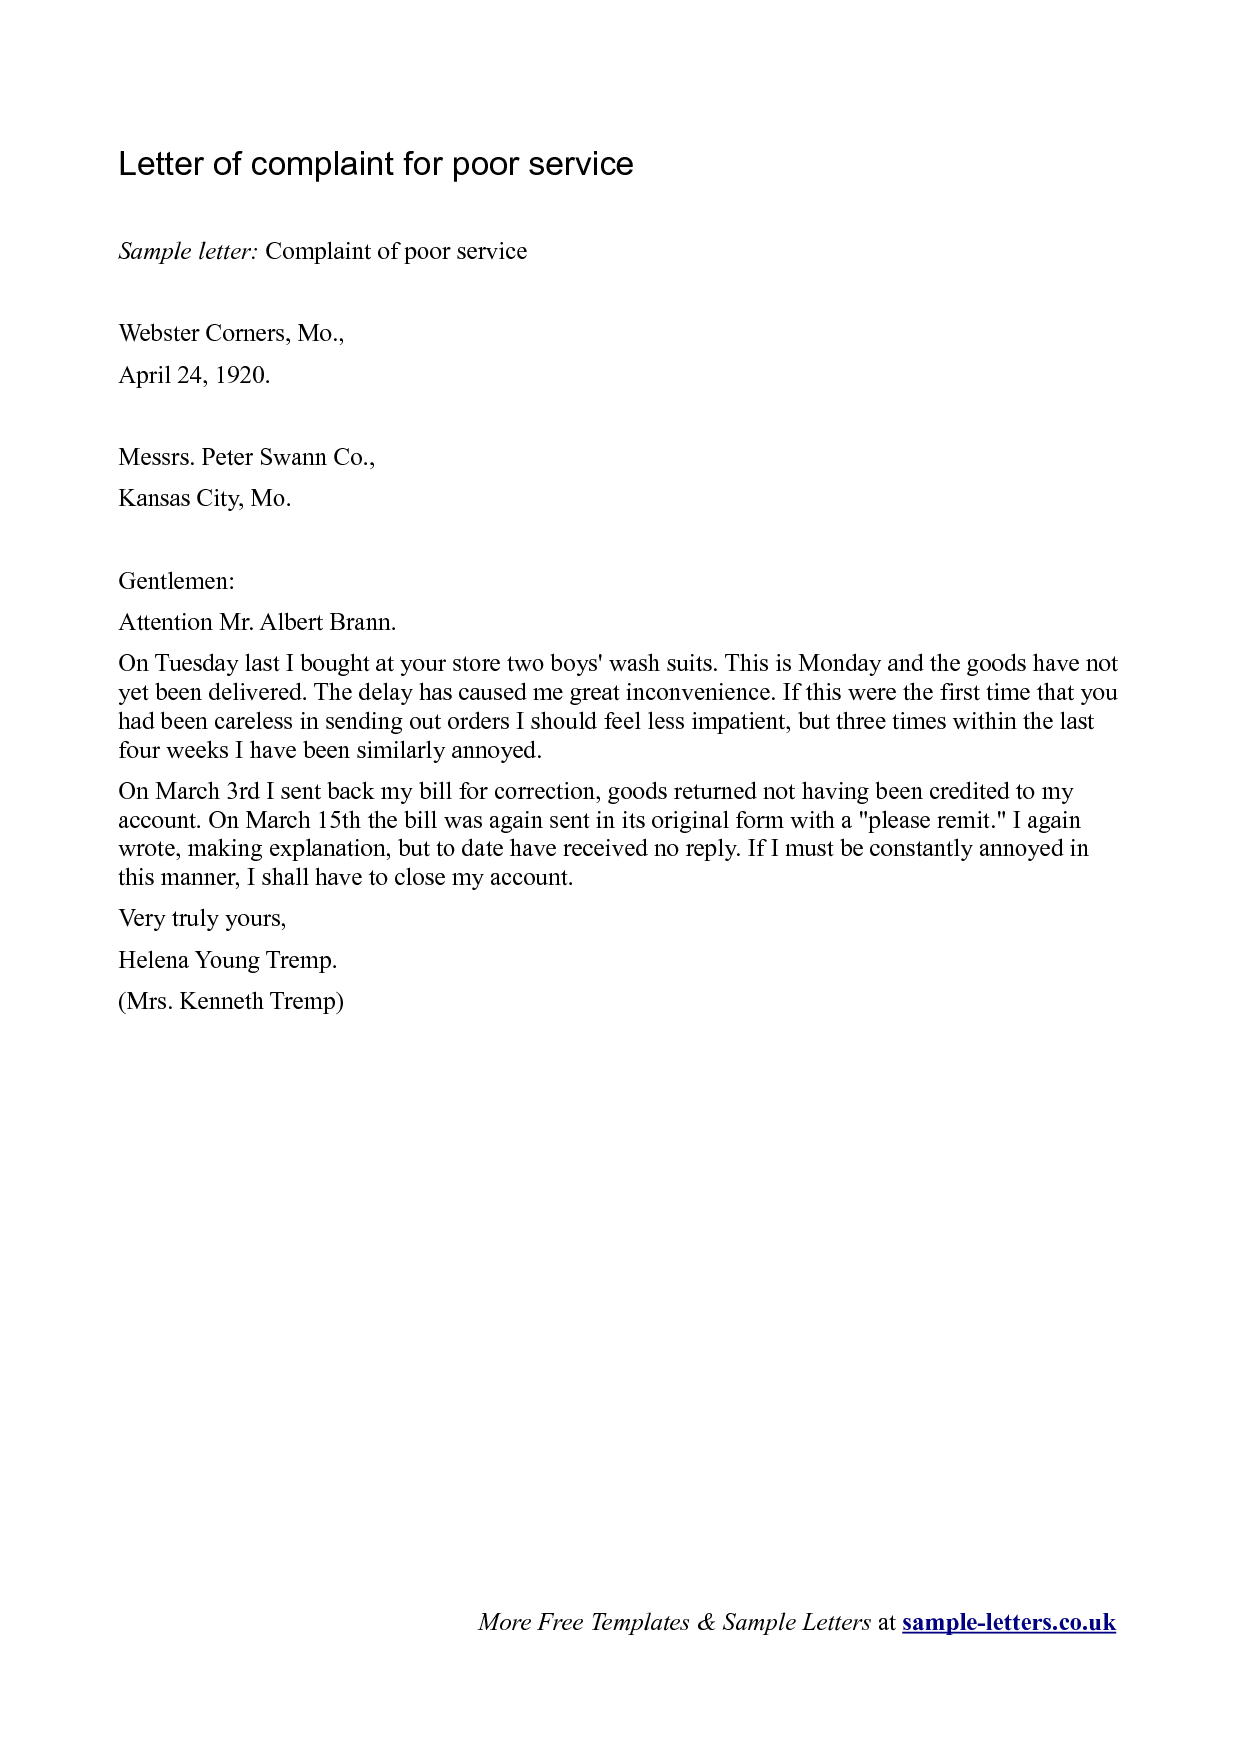 Letter of complaint for poor service
Sample letter: Complaint of poor service
Webster Corners, Mo.,
April 24, 1920.
Messrs. Peter Swann Co.,
Kansas City, Mo.
Gentlemen:
Attention Mr. Albert Brann.
On Tuesday last I bought at your store two boys' wash suits. This is Monday and the goods have not
yet been delivered. The delay has caused me great inconvenience. If this were the first time that you
had been careless in sending out orders I should feel less impatient, but three times within the last
four weeks I have been similarly annoyed.
On March 3rd I sent back my bill for correction, goods returned not having been credited to my
account. On March 15th the bill was again sent in its original form with a "please remit." I again
wrote, making explanation, but to date have received no reply. If I must be constantly annoyed in
this manner, I shall have to close my account.
Very truly yours,
Helena Young Tremp.
(Mrs. Kenneth Tremp)
More Free Templates & Sample Letters at sample-letters.co.uk